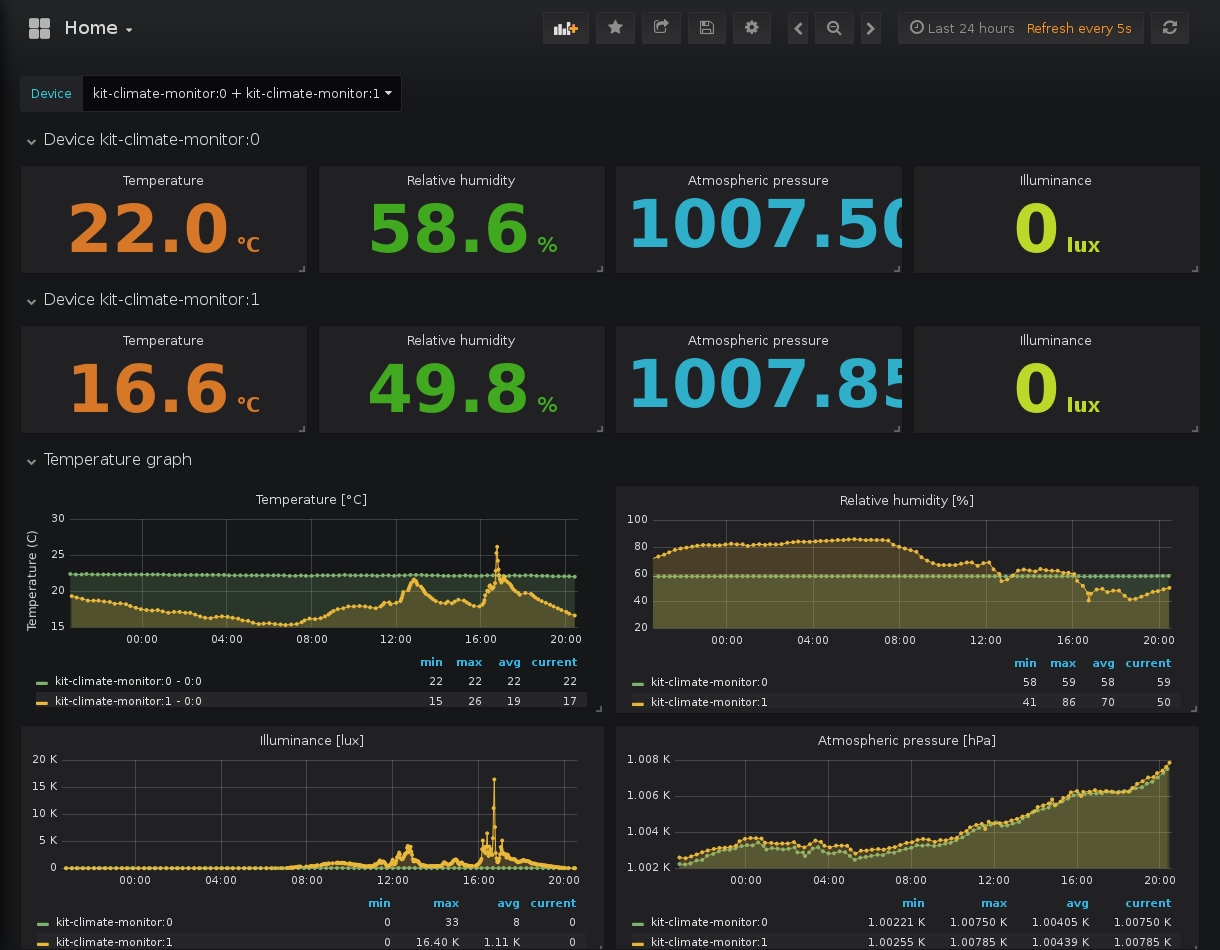 Home
Last 24 hours Refresh every 5s
Device kit-climate-monitor:0 + kit-climate-monitor:1
Device kit-climate-monitor:0
Temperature Relative humidity Atmospheric pressure Illuminance
22.0 °C 58.6 % 1007.50 0 lux
Device kit-climate-monitor:1
Temperature Relative humidity Atmospheric pressure Illuminance
16.6 °C 49.8 % 1007.85 0 lux
Temperature graph
Temperature [°C]
Temperature (C)
30
25
20
15
00:00 04:00 08:00 12:00 16:00 20:00
min max avg current
kit-climate-monitor:0 - 0:0 22 22 22 22
kit-climate-monitor:1 - 0:0 15 26 19 17
Relative humidity [%]
100
80
60
40
20
00:00 04:00 08:00 12:00 16:00 20:00
min max avg current
kit-climate-monitor:0 58 59 58 59
kit-climate-monitor:1 41 86 70 50
Illuminance [lux]
20 K
15 K
10 K
5 K
0
00:00 04:00 08:00 12:00 16:00 20:00
min max avg current
kit-climate-monitor:0 0 33 8 0
kit-climate-monitor:1 0 16.40 K 1.11 K 0
Atmospheric pressure [hPa]
1.008 K
1.006 K
1.004 K
1.002 K
00:00 04:00 08:00 12:00 16:00 20:00
min max avg current
kit-climate-monitor:0 1.00221 K 1.00750 K 1.00405 K 1.00750 K
kit-climate-monitor:1 1.00255 K 1.00785 K 1.00439 K 1.00785 K